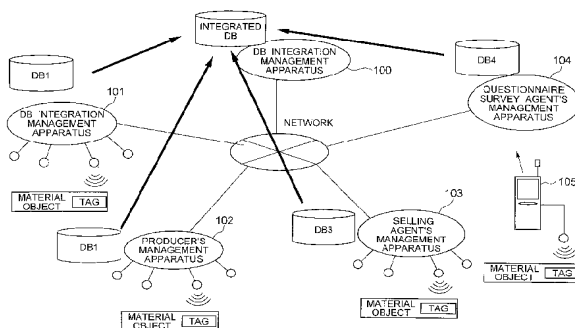 INTEGRATED
DB
DB INTEGRATION
MANAGEMENT
APPARATUS
100
DB1
101
DB INTEGRATION
MANAGEMENT
APPARATUS
MATERIAL
OBJECT
TAG
NETWORK
DB4
104
QUESTIONNAIRE
SURVEY AGENT'S
MANAGEMENT
APPARATUS
105
MATERIAL
OBJECT
TAG
DB1
102
PRODUCER'S
MANAGEMENT
APPARATUS
MATERIAL
OBJECT
TAG
DB3
103
SELLING
AGENT'S
MANAGEMENT
APPARATUS
MATERIAL
OBJECT
TAG